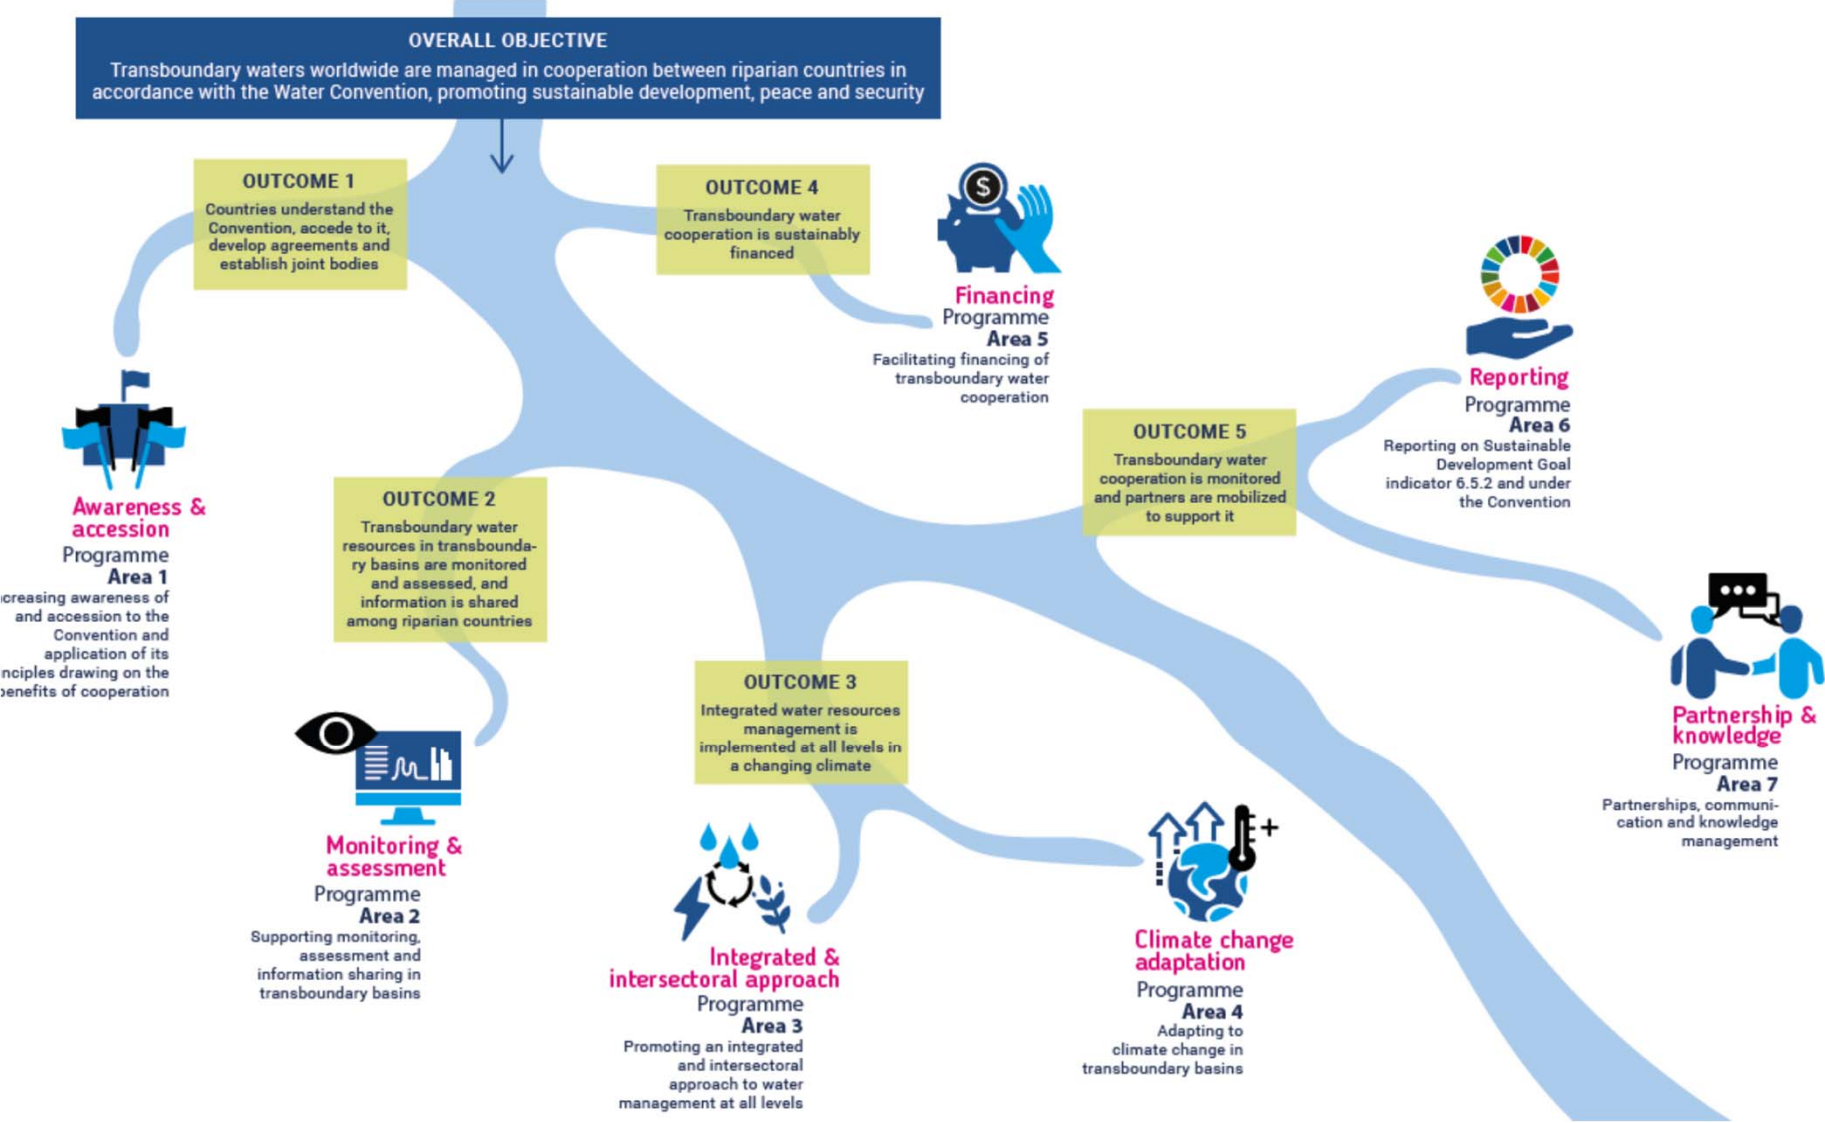 OVERALL OBJECTIVE
Transboundary waters worldwide are managed in cooperation between riparian countries in
accordance with the Water Convention, promoting sustainable development, peace and security
OUTCOME 1
Countries understand the
Convention, accede to it,
develop agreements and
establish joint bodies
OUTCOME 4
Transboundary water
cooperation is sustainably
financed
$
Financing
Programme
Area 5
Facilitating financing of
transboundary water
cooperation
Reporting
Programme
Area 6
Reporting on Sustainable
Development Goal
indicator 6.5.2 and under
the Convention
OUTCOME 5
Transboundary water
cooperation is monitored
and partners are mobilized
to support it
Awareness &
accession
Programme
Area 1
creasing awareness of
and accession to the
Convention and
application of its
nciples drawing on the
benefits of cooperation
OUTCOME 2
Transboundary water
resources in transbounda-
ry basins are monitored
and assessed, and
information is shared
among riparian countries
Monitoring &
assessment
Programme
Area 2
Supporting monitoring,
assessment and
information sharing in
transboundary basins
OUTCOME 3
Integrated water resources
management is
implemented at all levels in
a changing climate
Integrated &
intersectoral approach
Programme
Area 3
Promoting an integrated
and intersectoral
approach to water
management at all levels
+
Climate change
adaptation
Programme
Area 4
Adapting to
climate change in
transboundary basins
Partnership &
knowledge
Programme
Area 7
Partnerships, communi-
cation and knowledge
management